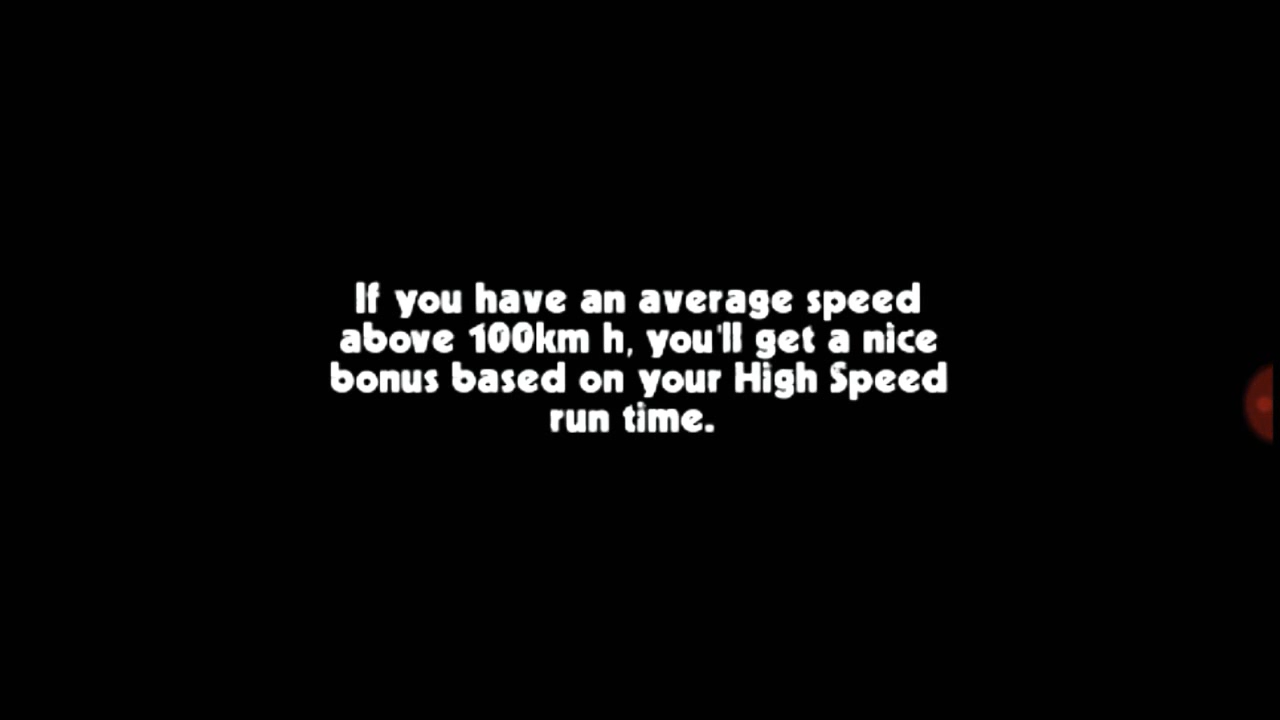 If you have an average speed
above 100km h, you'll get a nice
bonus based on your High Speed
run time.